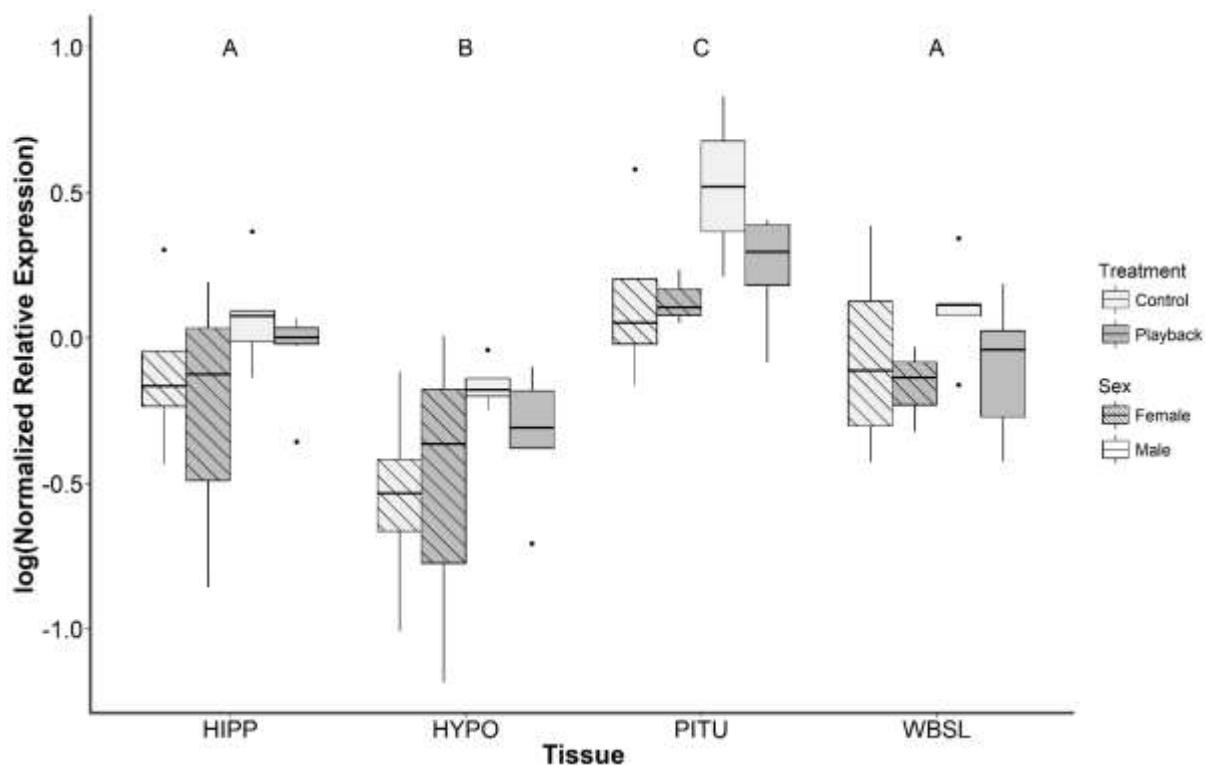 A B C A
1.0
0.5
0.0
-0.5
-1.0
log(Normalized Relative Expression)
HIPP HYPO PITU WBSL
Tissue
Treatment
Control
Playback
Sex
Female
Male